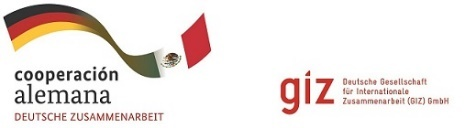 cooperación
alemana
DEUTSCHE ZUSAMMENARBEIT
giz
Deutsche Gesellschaft
für Internationale
Zusammenarbeit (GIZ) GmbH